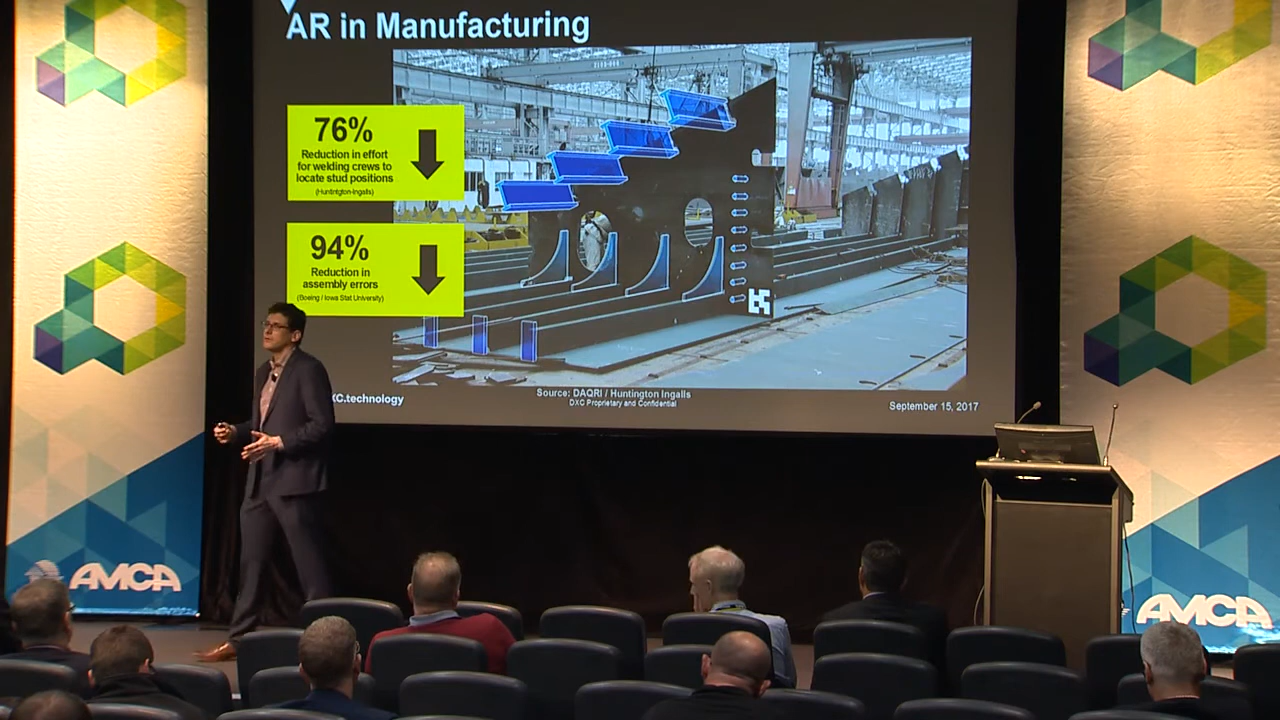 AR in Manufacturing
76%
Reduction in effort
for welding crews to
locate stud positions
(Huntington-Ingalls)
94%
Reduction in
assembly errors
(Boeing / Iowa Stat University)
C.technology
Source: DAQRI / Huntington Ingalls
DXC Proprietary and Confidential
September 15, 2017
AMCA
AMCA